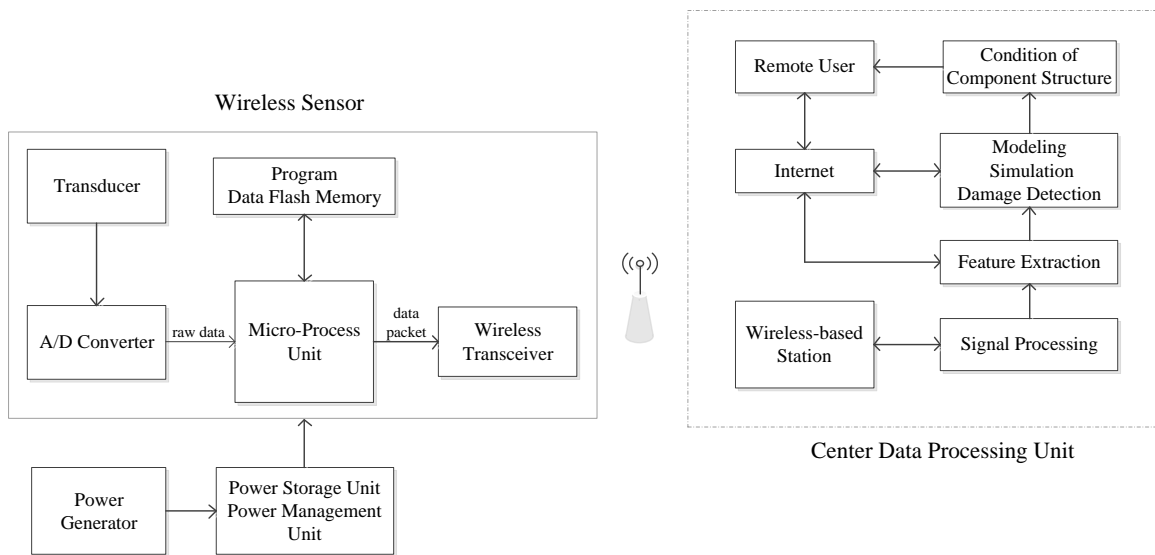 Wireless Sensor
Transducer
Program
Data Flash Memory
A/D Converter
raw data
Micro-Process
Unit
data
packet
Wireless
Transceiver
Power
Generator
Power Storage Unit
Power Management
Unit
Remote User
Condition of
Component Structure
Internet
Modeling
Simulation
Damage Detection
Feature Extraction
Wireless-based
Station
Signal Processing
Center Data Processing Unit